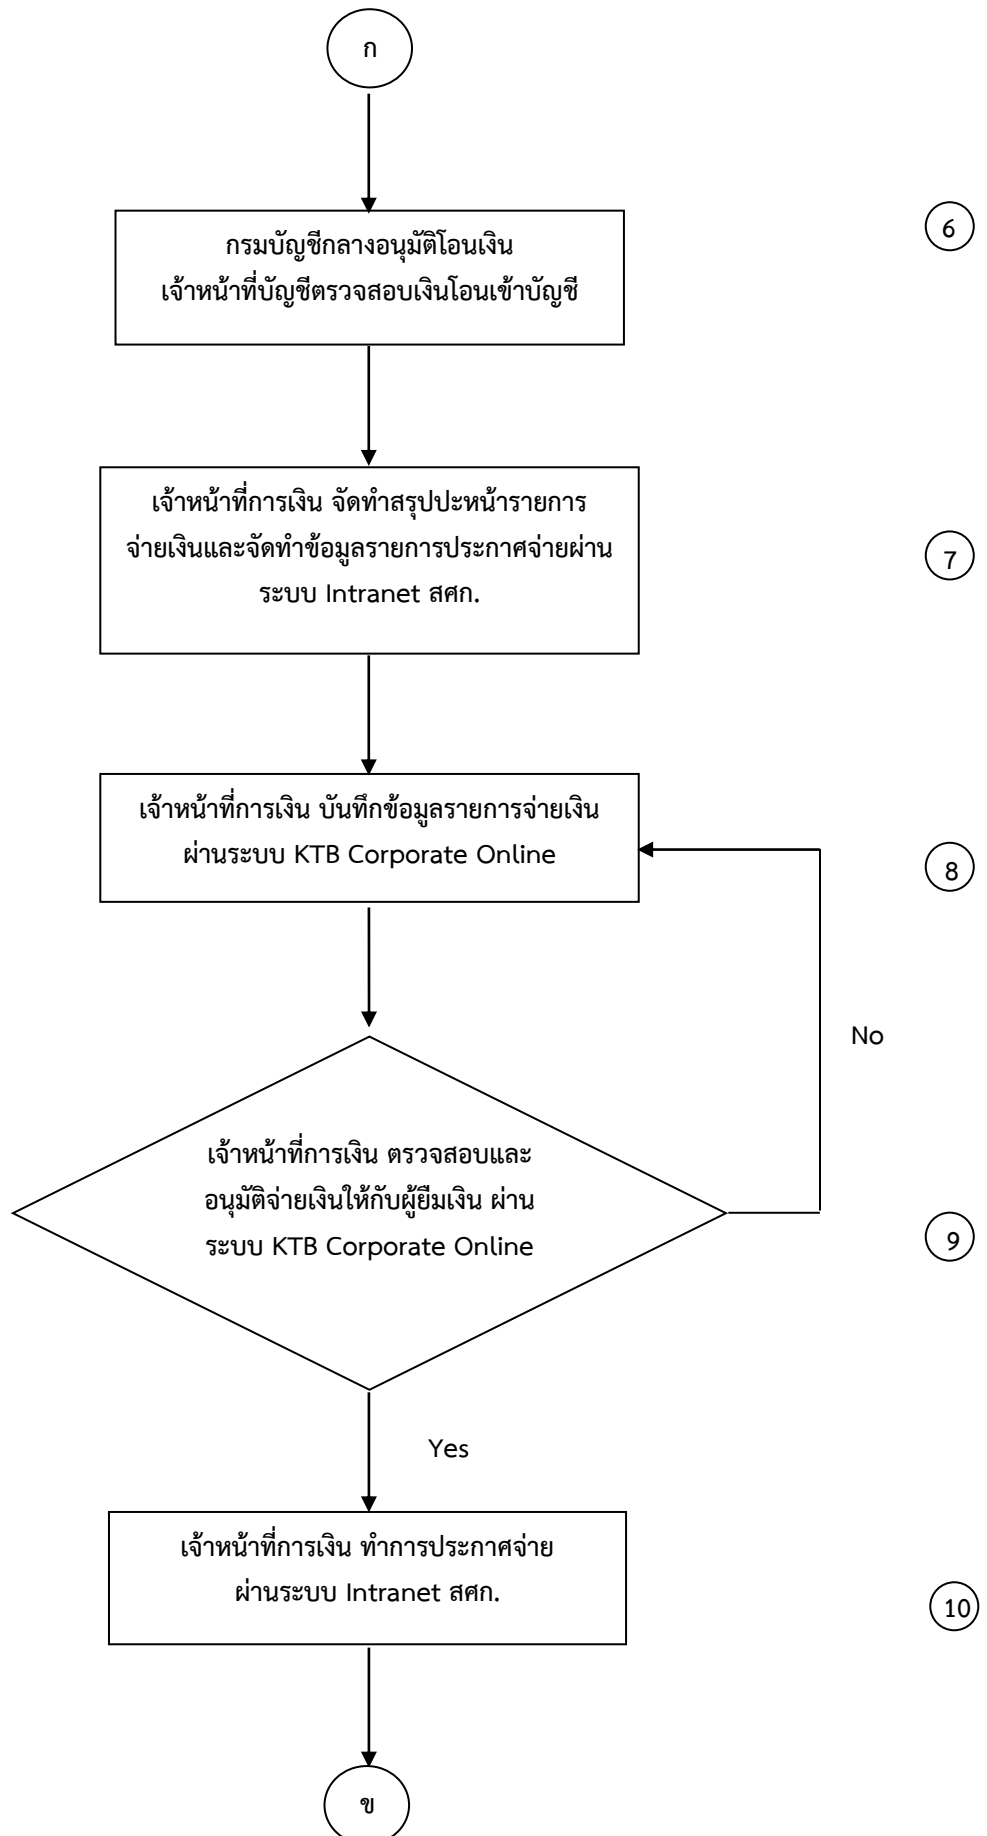 ก
กรมบัญชีกลางอนุมัติโอนเงิน
เจ้าหน้าที่บัญชีตรวจสอบเงินโอนเข้าบัญชี
6
เจ้าหน้าที่การเงิน จัดทำสรุปปะหน้ารายการ
จ่ายเงินและจัดทำข้อมูลรายการประกาศจ่ายผ่าน
ระบบ Intranet สศก.
7
เจ้าหน้าที่การเงิน บันทึกข้อมูลรายการจ่ายเงิน
ผ่านระบบ KTB Corporate Online
8
No
เจ้าหน้าที่การเงิน ตรวจสอบและ
อนุมัติจ่ายเงินให้กับผู้ยืมเงิน ผ่าน
ระบบ KTB Corporate Online
9
Yes
เจ้าหน้าที่การเงิน ทำการประกาศจ่าย
ผ่านระบบ Intranet สศก.
10
ข